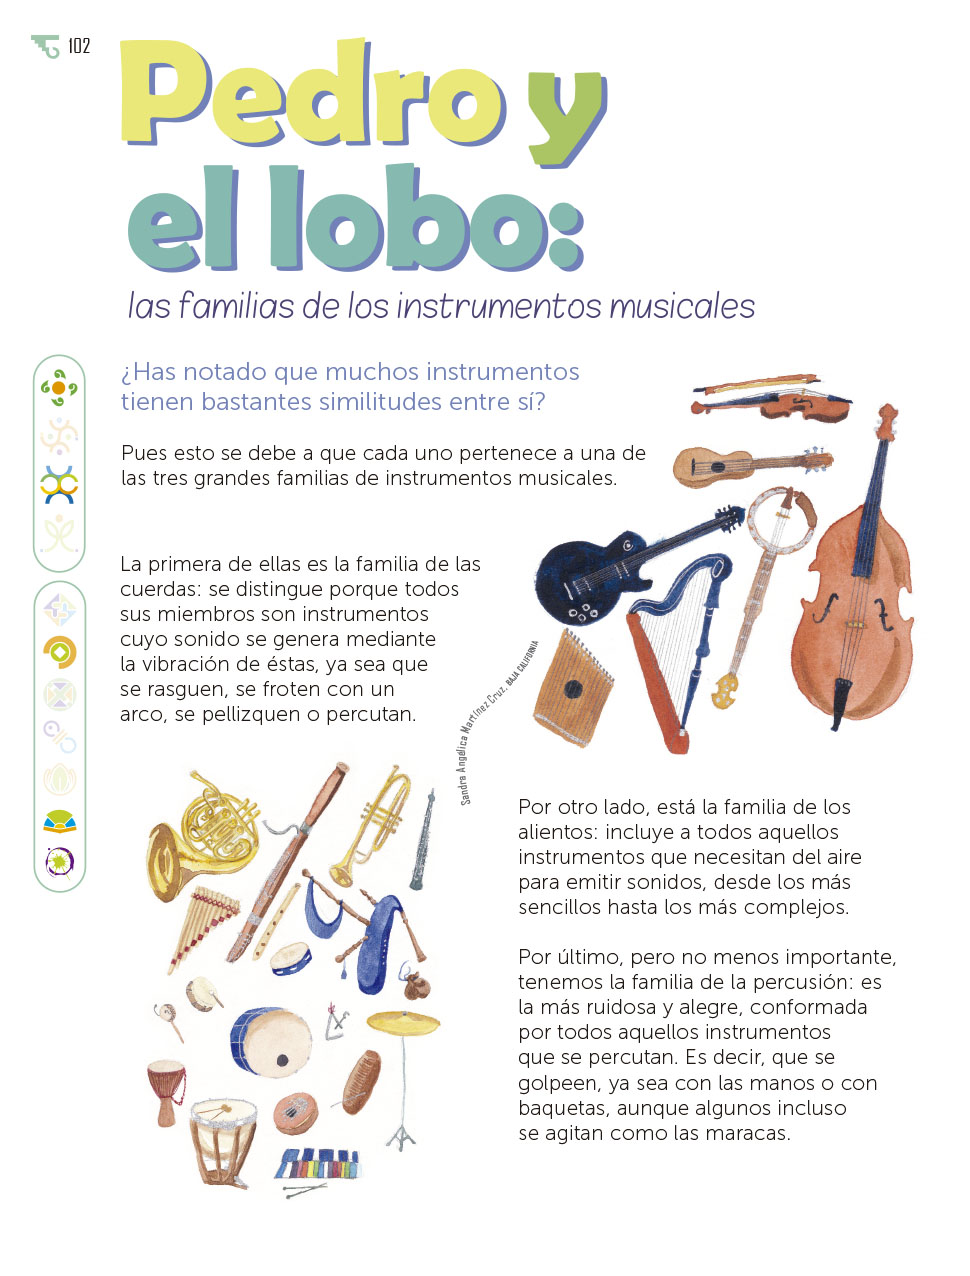 102
Pedro y
el lobo:
las familias de los instrumentos musicales
¿Has notado que muchos instrumentos
tienen bastantes similitudes entre sí?
Pues esto se debe a que cada uno pertenece a una de
las tres grandes familias de instrumentos musicales.
La primera de ellas es la familia de las
cuerdas: se distingue porque todos
sus miembros son instrumentos
cuyo sonido se genera mediante
la vibración de éstas, ya sea que
se rasguen, se froten con un
arco, se pellizquen o percutan.
Sandra Angélica Martínez Cruz, BAJA CALIFORNIA
Por otro lado, está la familia de los
alientos: incluye a todos aquellos
instrumentos que necesitan del aire
para emitir sonidos, desde los más
sencillos hasta los más complejos.
Por último, pero no menos importante,
tenemos la familia de la percusión: es
la más ruidosa y alegre, conformada
por todos aquellos instrumentos
que se percutan. Es decir, que se
golpeen, ya sea con las manos o con
baquetas, aunque algunos incluso
se agitan como las maracas.